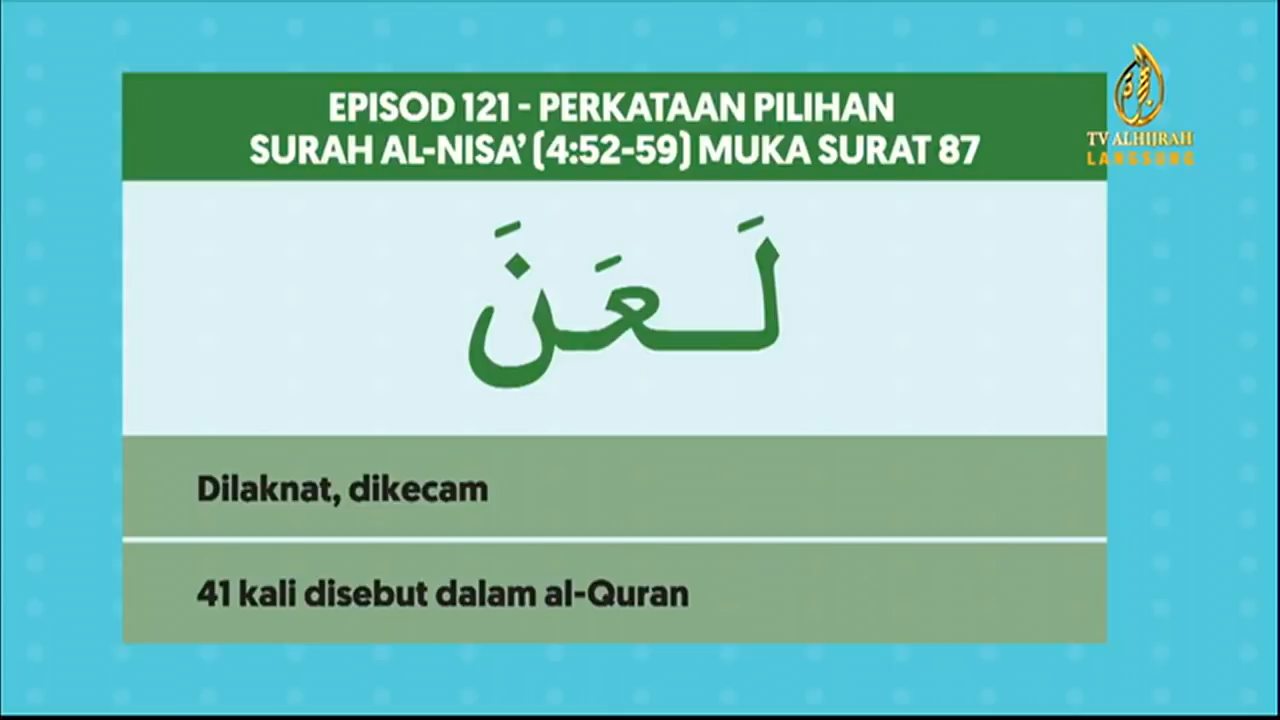 EPISOD 121 - PERKATAAN PILIHAN
SURAH AL-NISA’ (4:52-59) MUKA SURAT 87
TV ALHIJRAH
LANGSUNG
لَـعَنَ
Dilaknat, dikecam
41 kali disebut dalam al-Quran